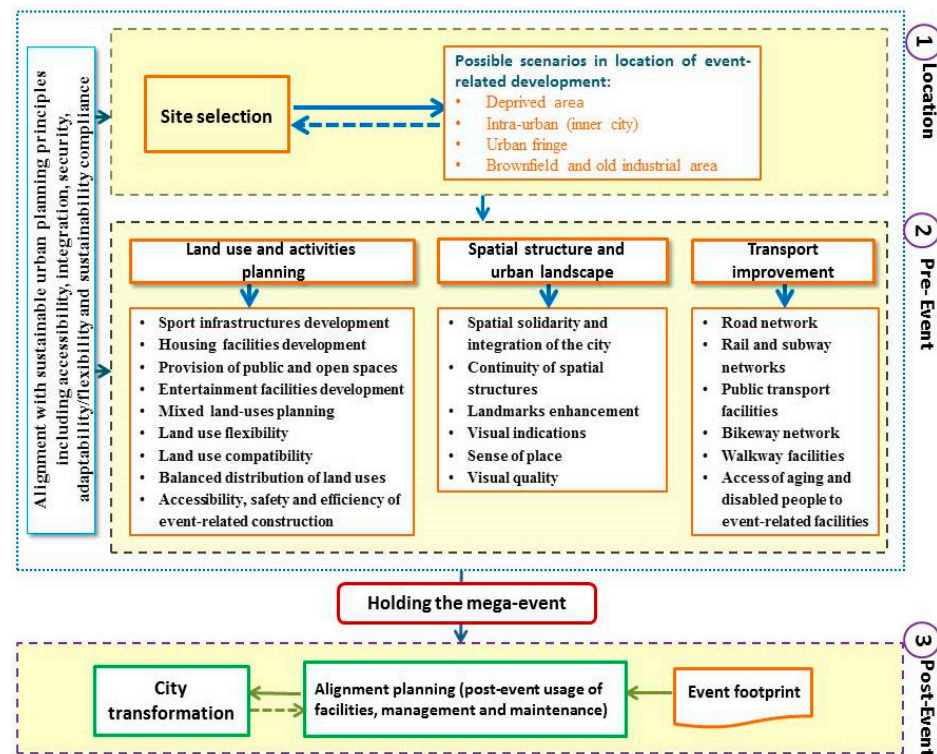 Alignment with sustainable urban planning principles
including accessibility, integration, security,
adaptability/flexibility and sustainability compliance
1
Location
Site selection
Possible scenarios in location of event-
related development:
• Deprived area
• Intra-urban (inner city)
• Urban fringe
• Brownfield and old industrial area
2
Pre- Event
Land use and activities
planning
• Sport infrastructures development
• Housing facilities development
• Provision of public and open spaces
• Entertainment facilities development
• Mixed land-uses planning
• Land use flexibility
• Land use compatibility
• Balanced distribution of land uses
• Accessibility, safety and efficiency of
event-related construction
Spatial structure and
urban landscape
• Spatial solidarity and
integration of the city
• Continuity of spatial
structures
• Landmarks enhancement
• Visual indications
• Sense of place
• Visual quality
Transport
improvement
• Road network
• Rail and subway
networks
• Public transport
facilities
• Bikeway network
• Walkway facilities
• Access of aging and
disabled people to
event-related facilities
Holding the mega-event
3
Post-Event
City
transformation
Alignment planning (post-event usage of
facilities, management and maintenance)
Event footprint